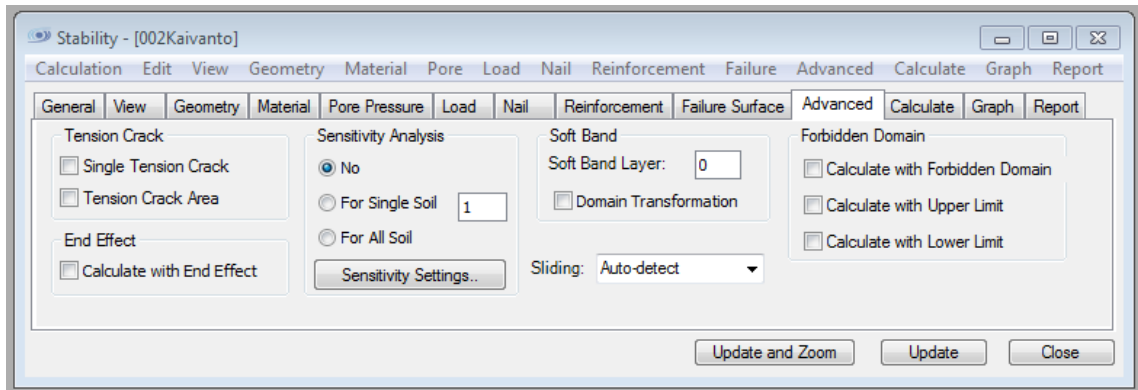 Stability - [002Kaivanto]
Calculation Edit View Geometry Material Pore Load Nail Reinforcement Failure Advanced Calculate Graph Report
General View Geometry Material Pore Pressure Load Nail Reinforcement Failure Surface Advanced Calculate Graph Report
Tension Crack
Single Tension Crack
Tension Crack Area
End Effect
Calculate with End Effect
Sensitivity Analysis
No
For Single Soil 1
For All Soil
Sensitivity Settings..
Soft Band
Soft Band Layer: 0
Domain Transformation
Sliding: Auto-detect
Forbidden Domain
Calculate with Forbidden Domain
Calculate with Upper Limit
Calculate with Lower Limit
Update and Zoom Update Close